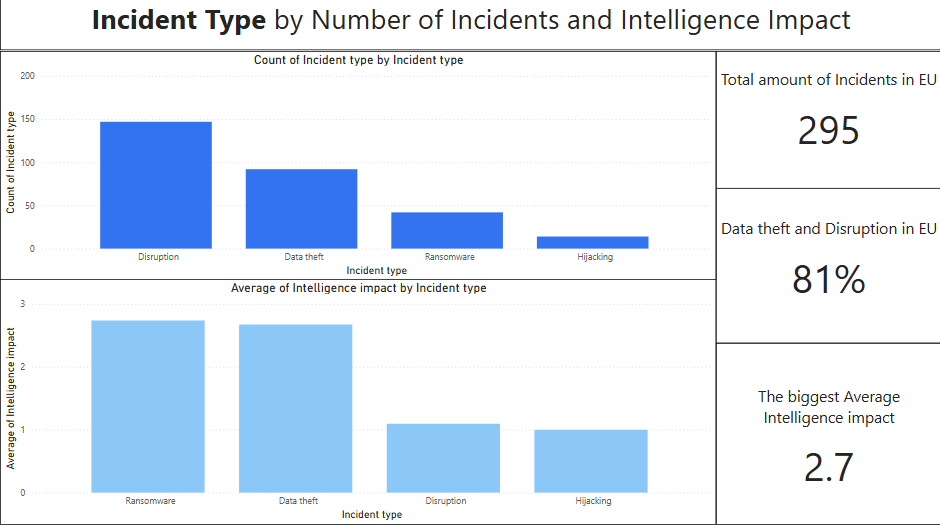 Incident Type by Number of Incidents and Intelligence Impact
Count of Incident type by Incident type
Count of Incident type
200
150
100
50
0
Disruption
Data theft
Ransomware
Hijacking
Incident type
Average of Intelligence impact by Incident type
Average of Intelligence impact
3
2
1
0
Ransomware
Data theft
Disruption
Hijacking
Incident type
Total amount of Incidents in EU
295
Data theft and Disruption in EU
81%
The biggest Average
Intelligence impact
2.7